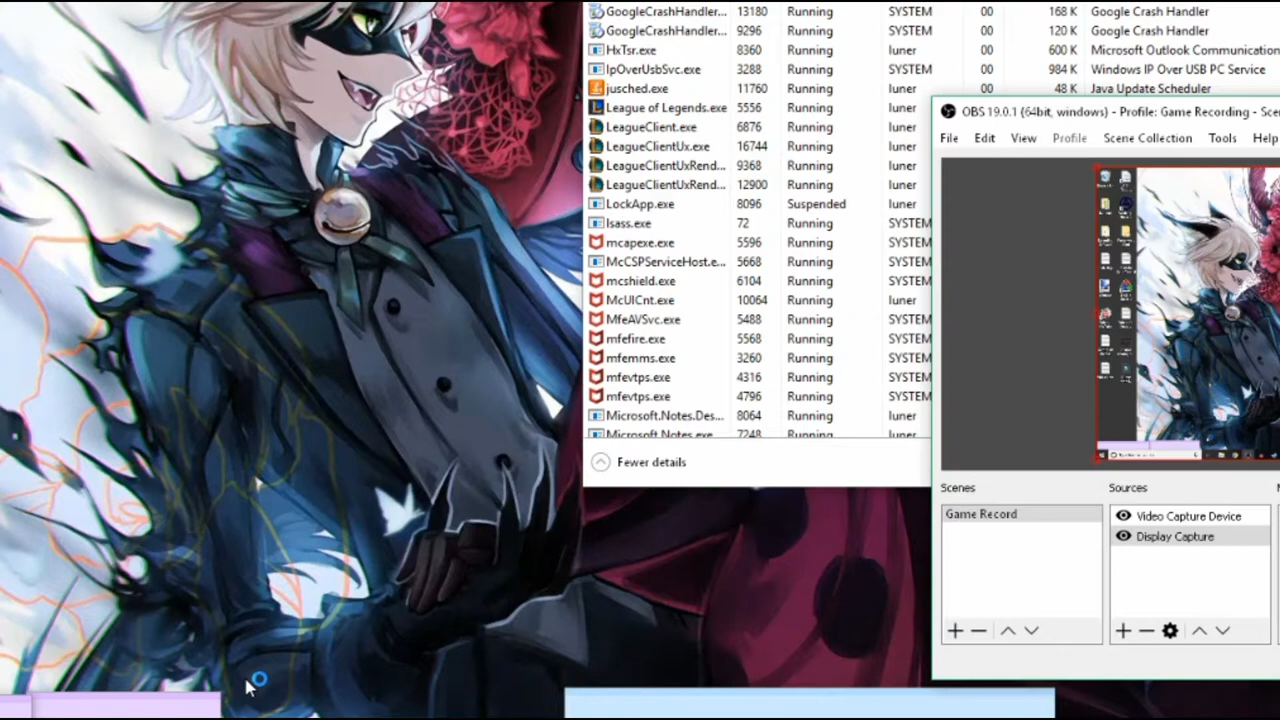 GoogleCrashHandler... 13180 Running SYSTEM 00 168 K Google Crash Handler
GoogleCrashHandler... 9296 Running SYSTEM 00 120 K Google Crash Handler
HxTsr.exe 8360 Running luner 00 600 K Microsoft Outlook Communication
IpOverUsbSvc.exe 3288 Running SYSTEM 00 984 K Windows IP Over USB PC Service
jusched.exe 11760 Running luner 00 48 K Java Update Scheduler
League of Legends.exe 5556 Running luner
LeagueClient.exe 6876 Running luner
LeagueClientUx.exe 16744 Running luner
LeagueClientUxRend... 9368 Running luner
LeagueClientUxRend... 12900 Running luner
LockApp.exe 8096 Suspended luner
lsass.exe 72 Running SYSTEM
mcapexe.exe 5596 Running SYSTEM
McCSPServiceHost.e... 5668 Running SYSTEM
mcshield.exe 6104 Running SYSTEM
McUICnt.exe 10064 Running luner
MfeAVSvc.exe 5488 Running SYSTEM
mfefire.exe 5568 Running SYSTEM
mfemms.exe 3260 Running SYSTEM
mfevtps.exe 4316 Running SYSTEM
mfevtps.exe 4796 Running SYSTEM
Microsoft.Notes.Des... 8064 Running luner
Microsoft.Notes.exe 7248 Running luner
Fewer details
OBS 19.0.1 (64bit, windows) - Profile: Game Recording - Scen
File Edit View Profile Scene Collection Tools Help
Scenes
Game Record
Sources
Video Capture Device
Display Capture